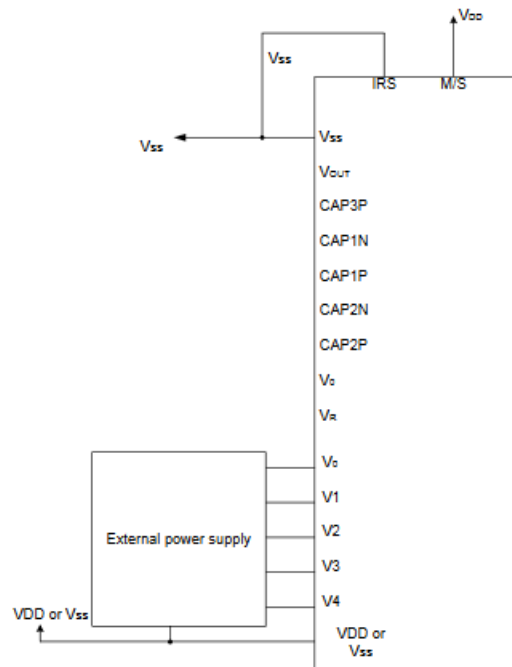 VDD
Vss
IRS M/S
Vss
Vss
VOUT
CAP3P
CAP1N
CAP1P
CAP2N
CAP2P
V0
VR
V0
V1
External power supply
V2
V3
V4
VDD or Vss
VDD or
Vss